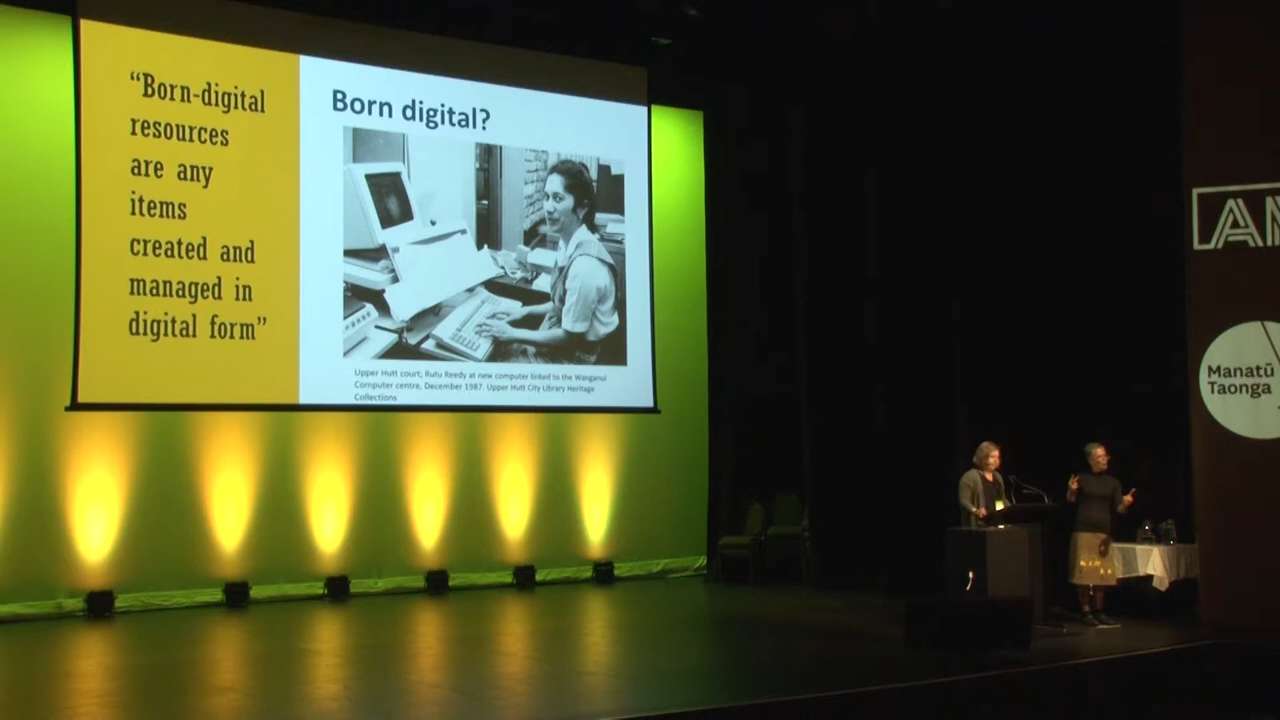 “Born-digital
resources
are any
items
created and
managed in
digital form”
Born digital?
Upper Hutt court; Rutu Reedy at new computer linked to the Wanganui
Computer centre, December 1987. Upper Hutt City Library Heritage
Collections
Manatū
Taonga